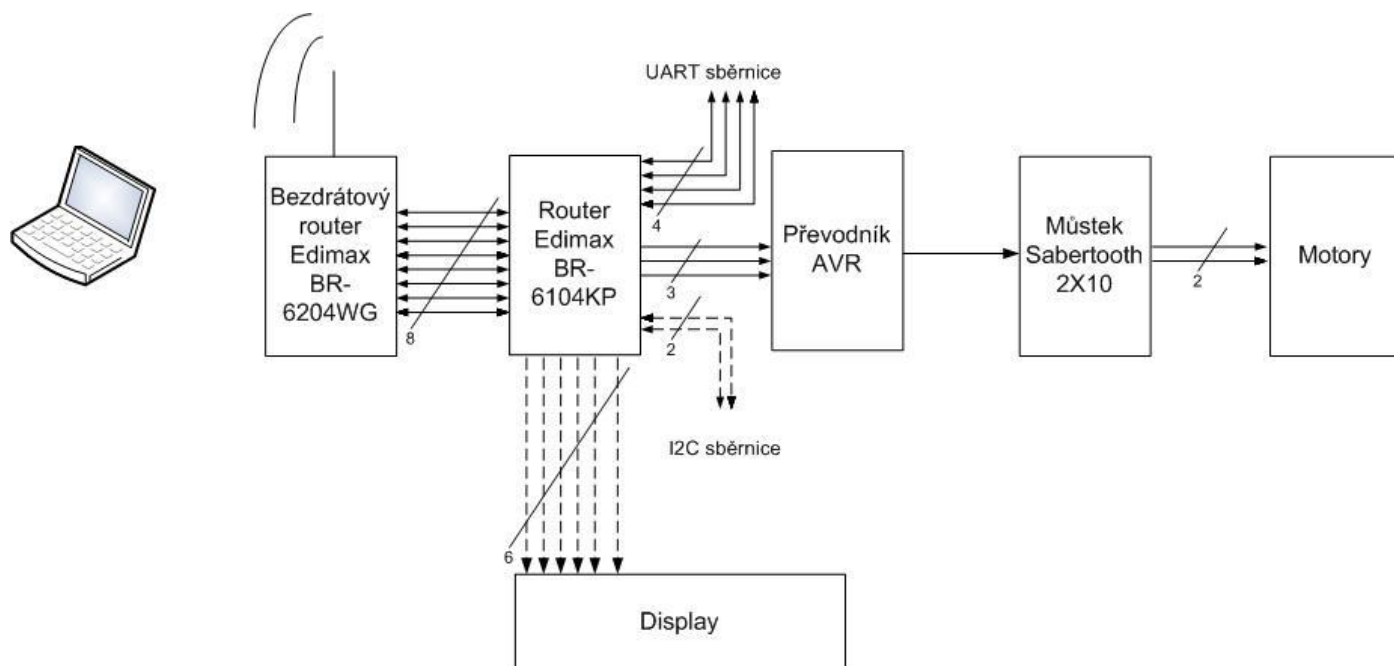 UART sběrnice
Bezdrátový
router
Edimax
BR-
6204WG
8
Router
Edimax
BR-
6104KP
4
3
2
Převodník
AVR
Můstek
Sabertooth
2X10
2
Motory
I2C sběrnice
6
Display